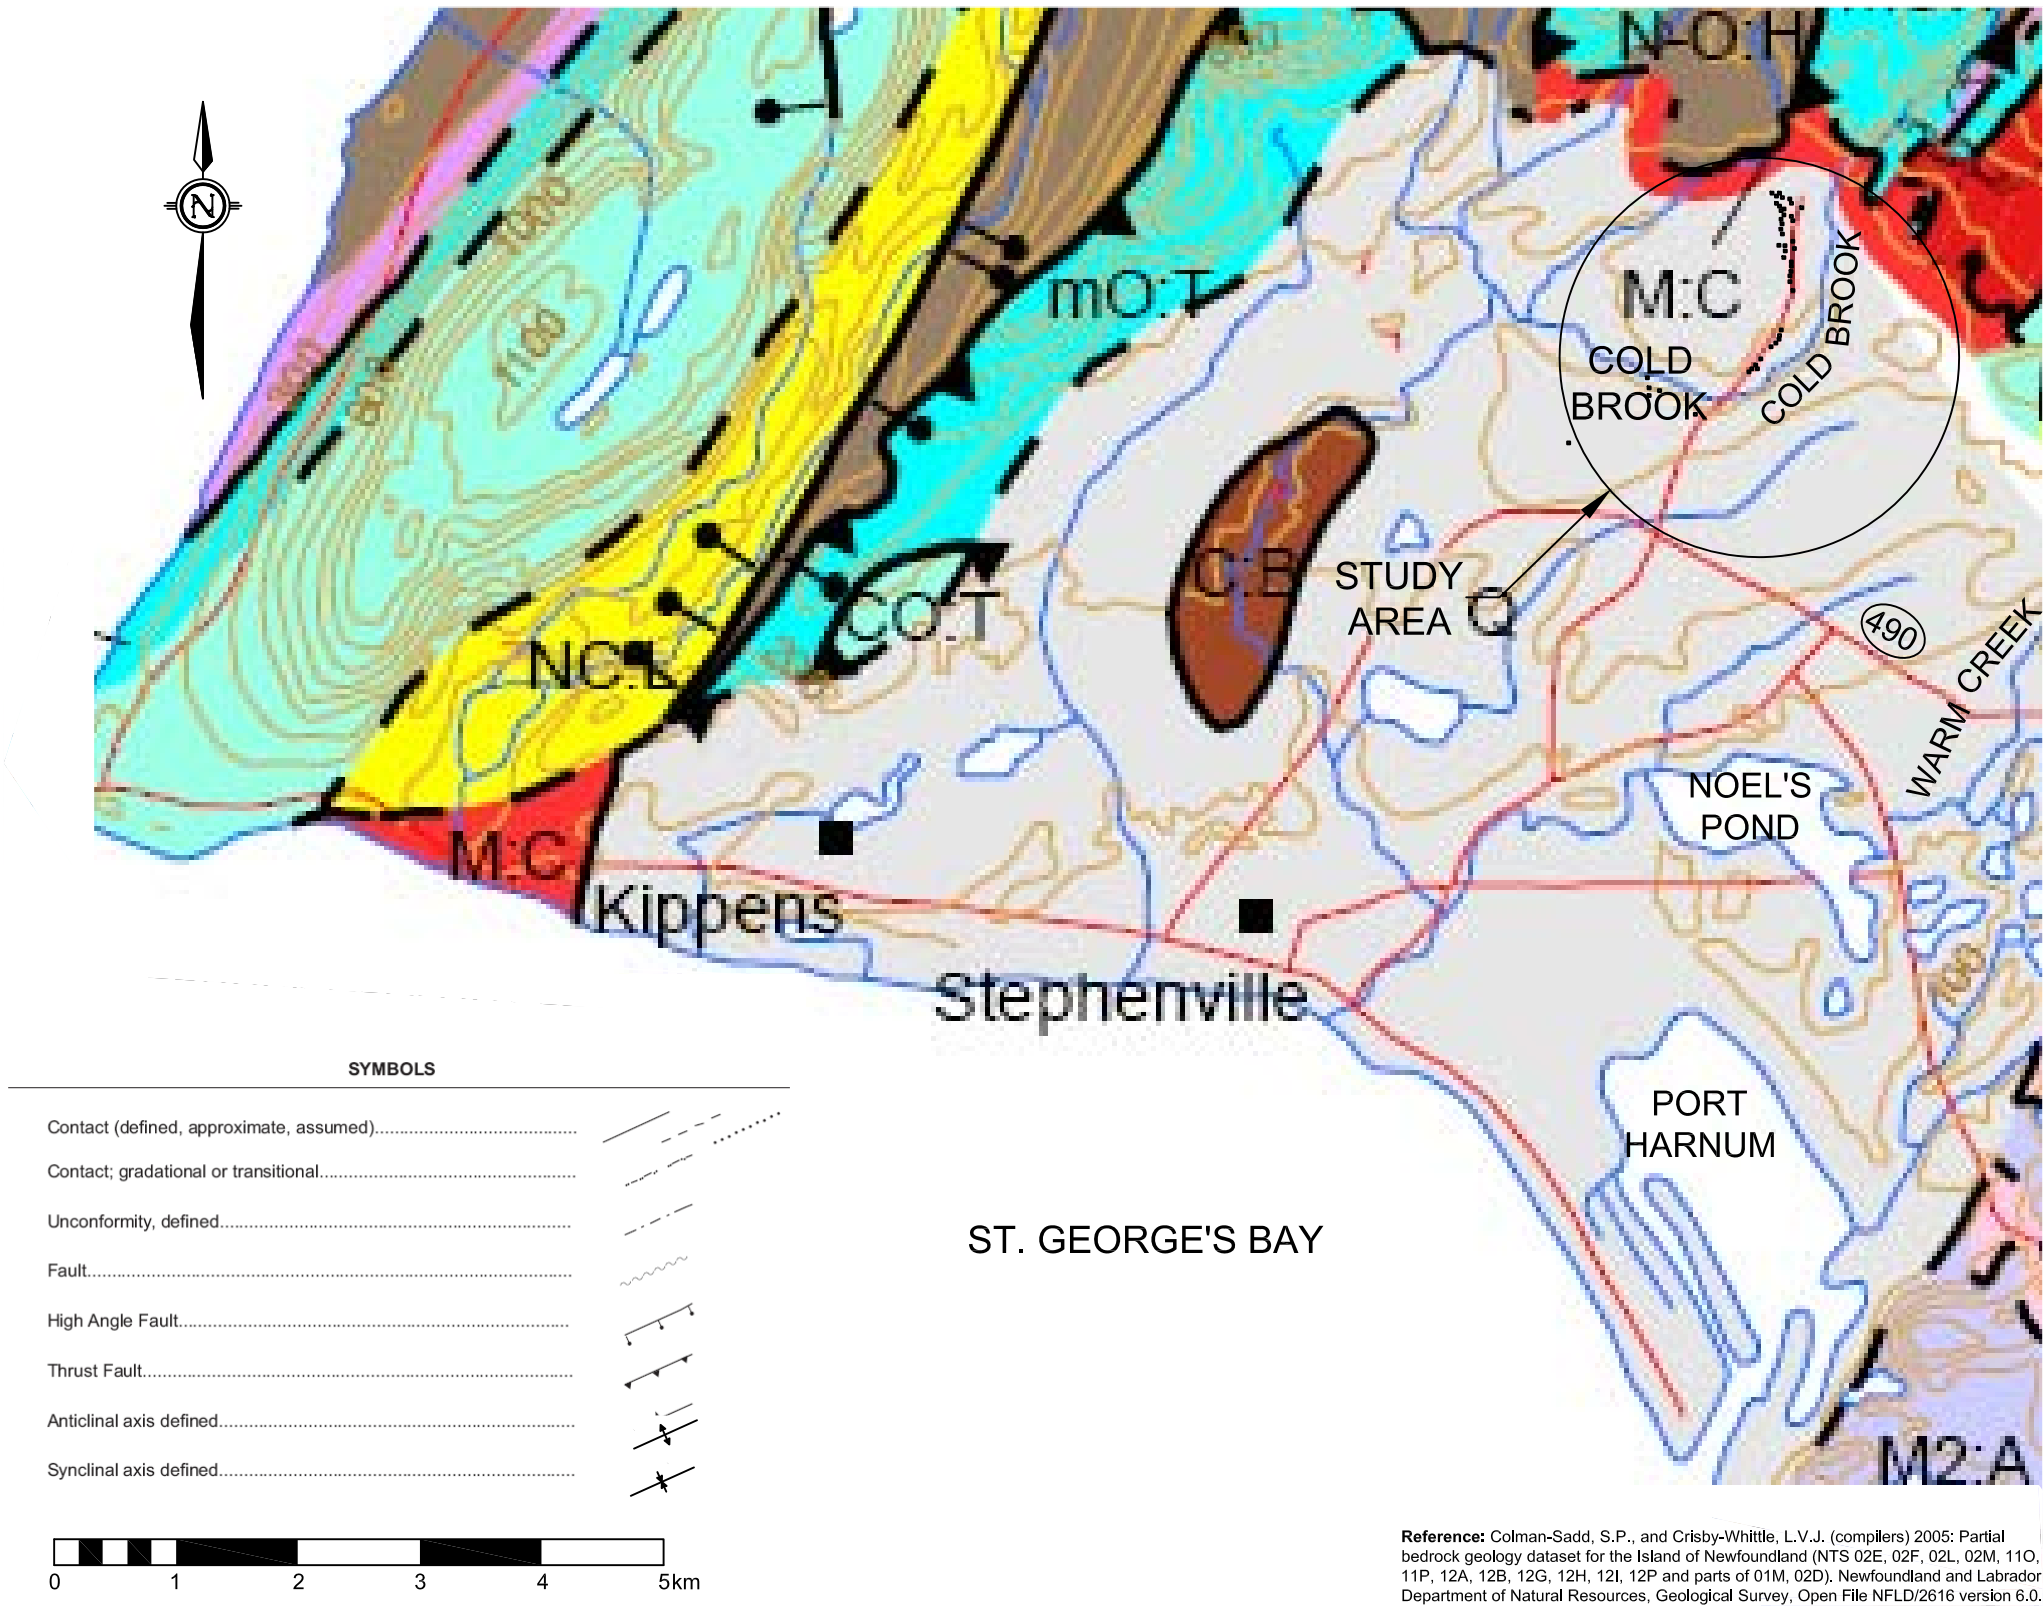 N-O:H
N
1000
mO:T
M:C
COLD
BROOK
COLD BROOK
1100
800
C:B
STUDY
AREA
Q
CO:T
490
NC:L
WARM CREEK
NOEL'S
POND
M:C
Kippens
Stephenville
100
PORT
HARNUM
ST. GEORGE'S BAY
M2:A
SYMBOLS
Contact (defined, approximate, assumed)
Contact; gradational or transitional
Unconformity, defined
Fault
High Angle Fault
Thrust Fault
Anticlinal axis defined
Synclinal axis defined
0 1 2 3 4 5km
Reference: Colman-Sadd, S.P., and Crisby-Whittle, L.V.J. (compilers) 2005: Partial
bedrock geology dataset for the Island of Newfoundland (NTS 02E, 02F, 02L, 02M, 11O,
11P, 12A, 12B, 12G, 12H, 12I, 12P and parts of 01M, 02D). Newfoundland and Labrador
Department of Natural Resources, Geological Survey, Open File NFLD/2616 version 6.0.